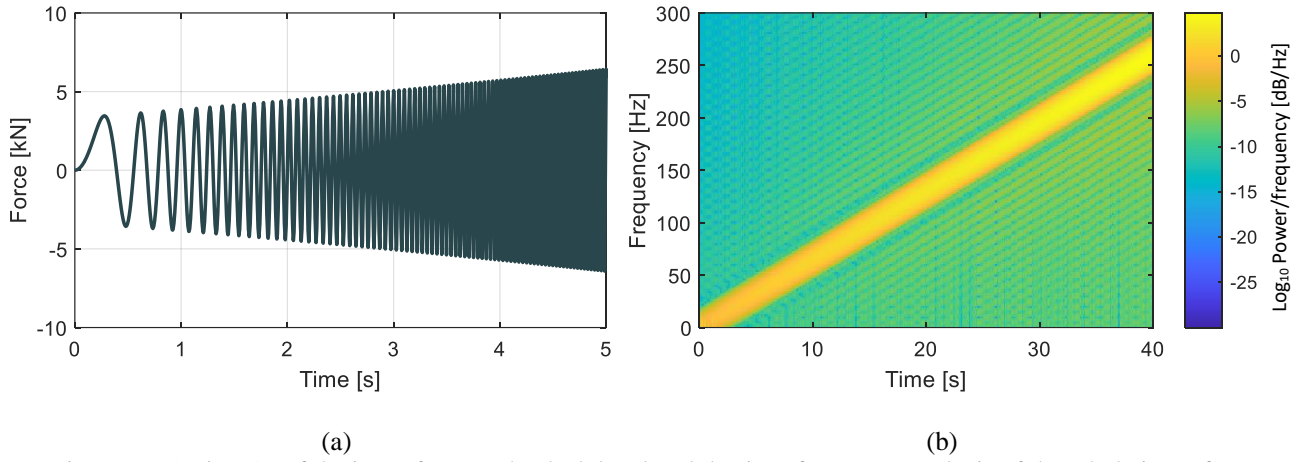 10
5
0
-5
-10
Force [kN]
0 1 2 3 4 5
Time [s]
(a)
300
250
200
150
100
50
0
Frequency [Hz]
0 10 20 30 40
Time [s]
(b)
0
-5
-10
-15
-20
-25
Log₁₀ Power/frequency [dB/Hz]